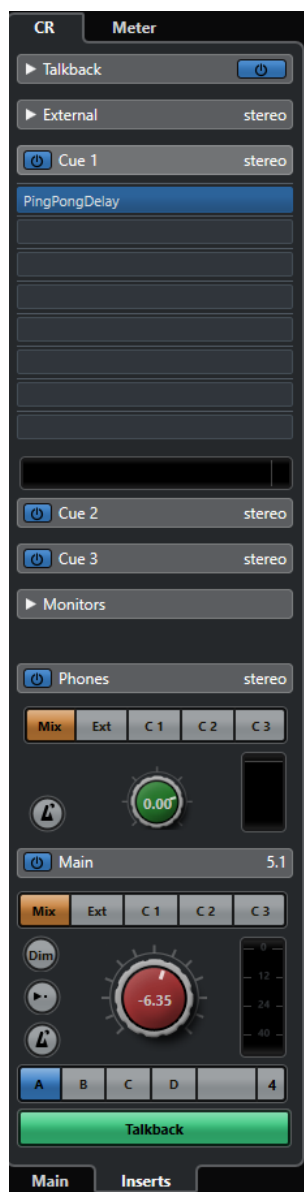 CR Meter
Talkback
External stereo
Cue 1 stereo
PingPongDelay
Cue 2 stereo
Cue 3 stereo
Monitors
Phones stereo
Mix Ext C 1 C 2 C 3
0.00
Main 5.1
Mix Ext C 1 C 2 C 3
Dim
0
12
-6.35
24
40
A B C D 4
Talkback
Main Inserts